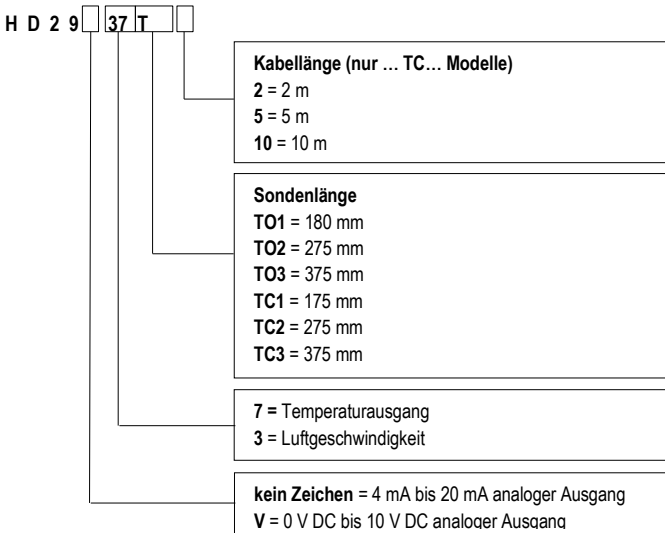 HD29 37 T
Kabellänge (nur … TC… Modelle)
2 = 2 m
5 = 5 m
10 = 10 m
Sondenlänge
TO1 = 180 mm
TO2 = 275 mm
TO3 = 375 mm
TC1 = 175 mm
TC2 = 275 mm
TC3 = 375 mm
7 = Temperaturausgang
3 = Luftgeschwindigkeit
kein Zeichen = 4 mA bis 20 mA analoger Ausgang
V = 0 V DC bis 10 V DC analoger Ausgang